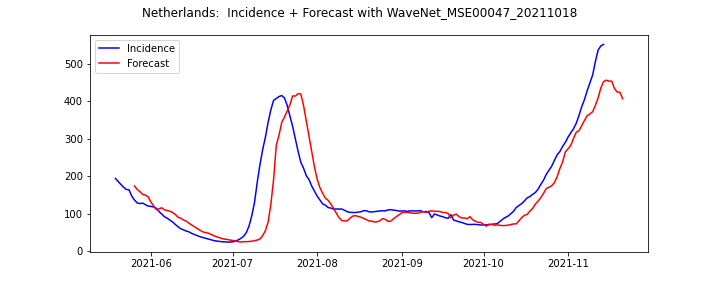 Netherlands:  Incidence + Forecast with WaveNet_MSE00047_20211018
Incidence
Forecast
500
400
300
200
100
0
2021-06 2021-07 2021-08 2021-09 2021-10 2021-11